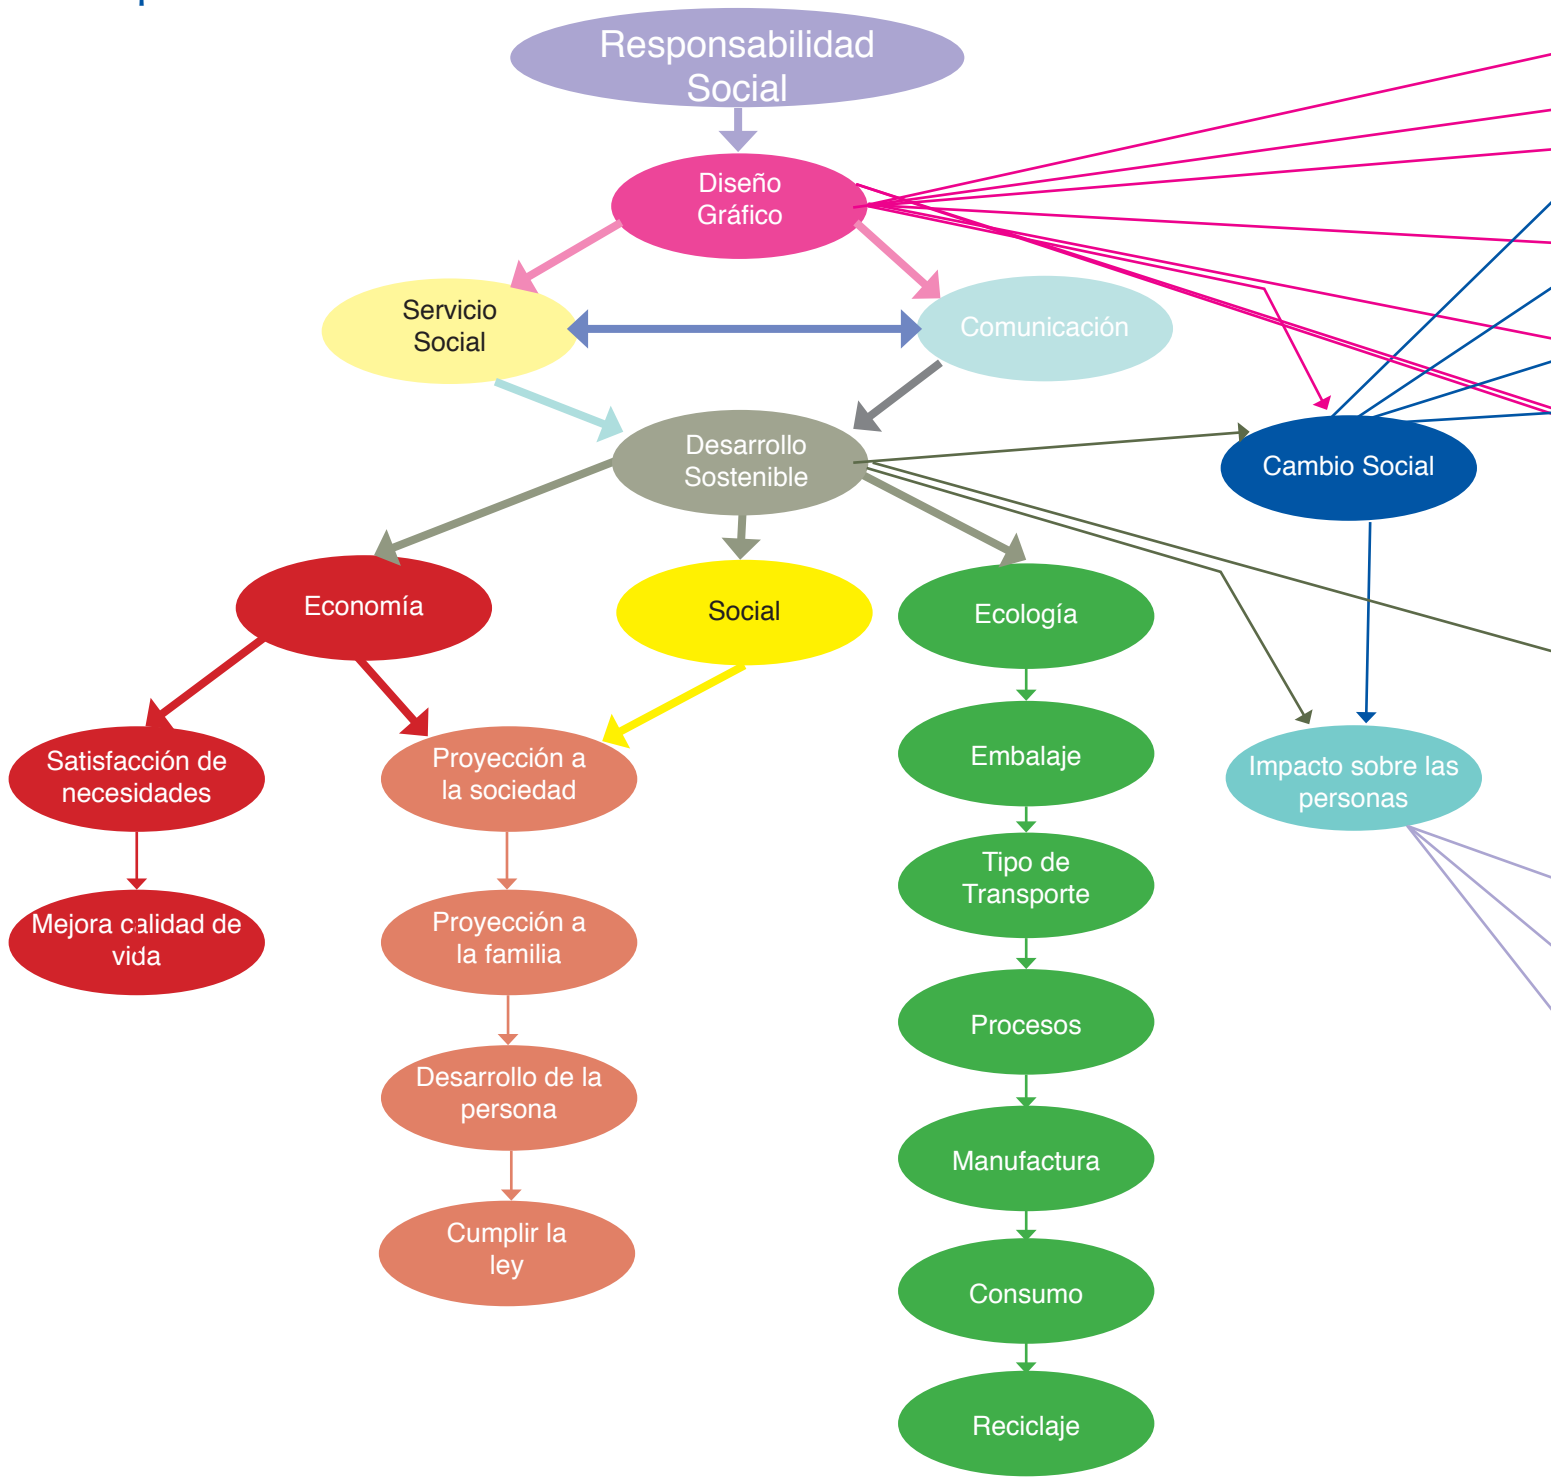 Responsabilidad
Social
Diseño
Gráfico
Servicio
Social
Comunicación
Desarrollo
Sostenible
Cambio Social
Economía
Social
Ecología
Satisfacción de
necesidades
Proyección a
la sociedad
Embalaje
Impacto sobre las
personas
Tipo de
Transporte
Mejora calidad de
vida
Proyección a
la familia
Procesos
Desarrollo de la
persona
Manufactura
Cumplir la
ley
Consumo
Reciclaje